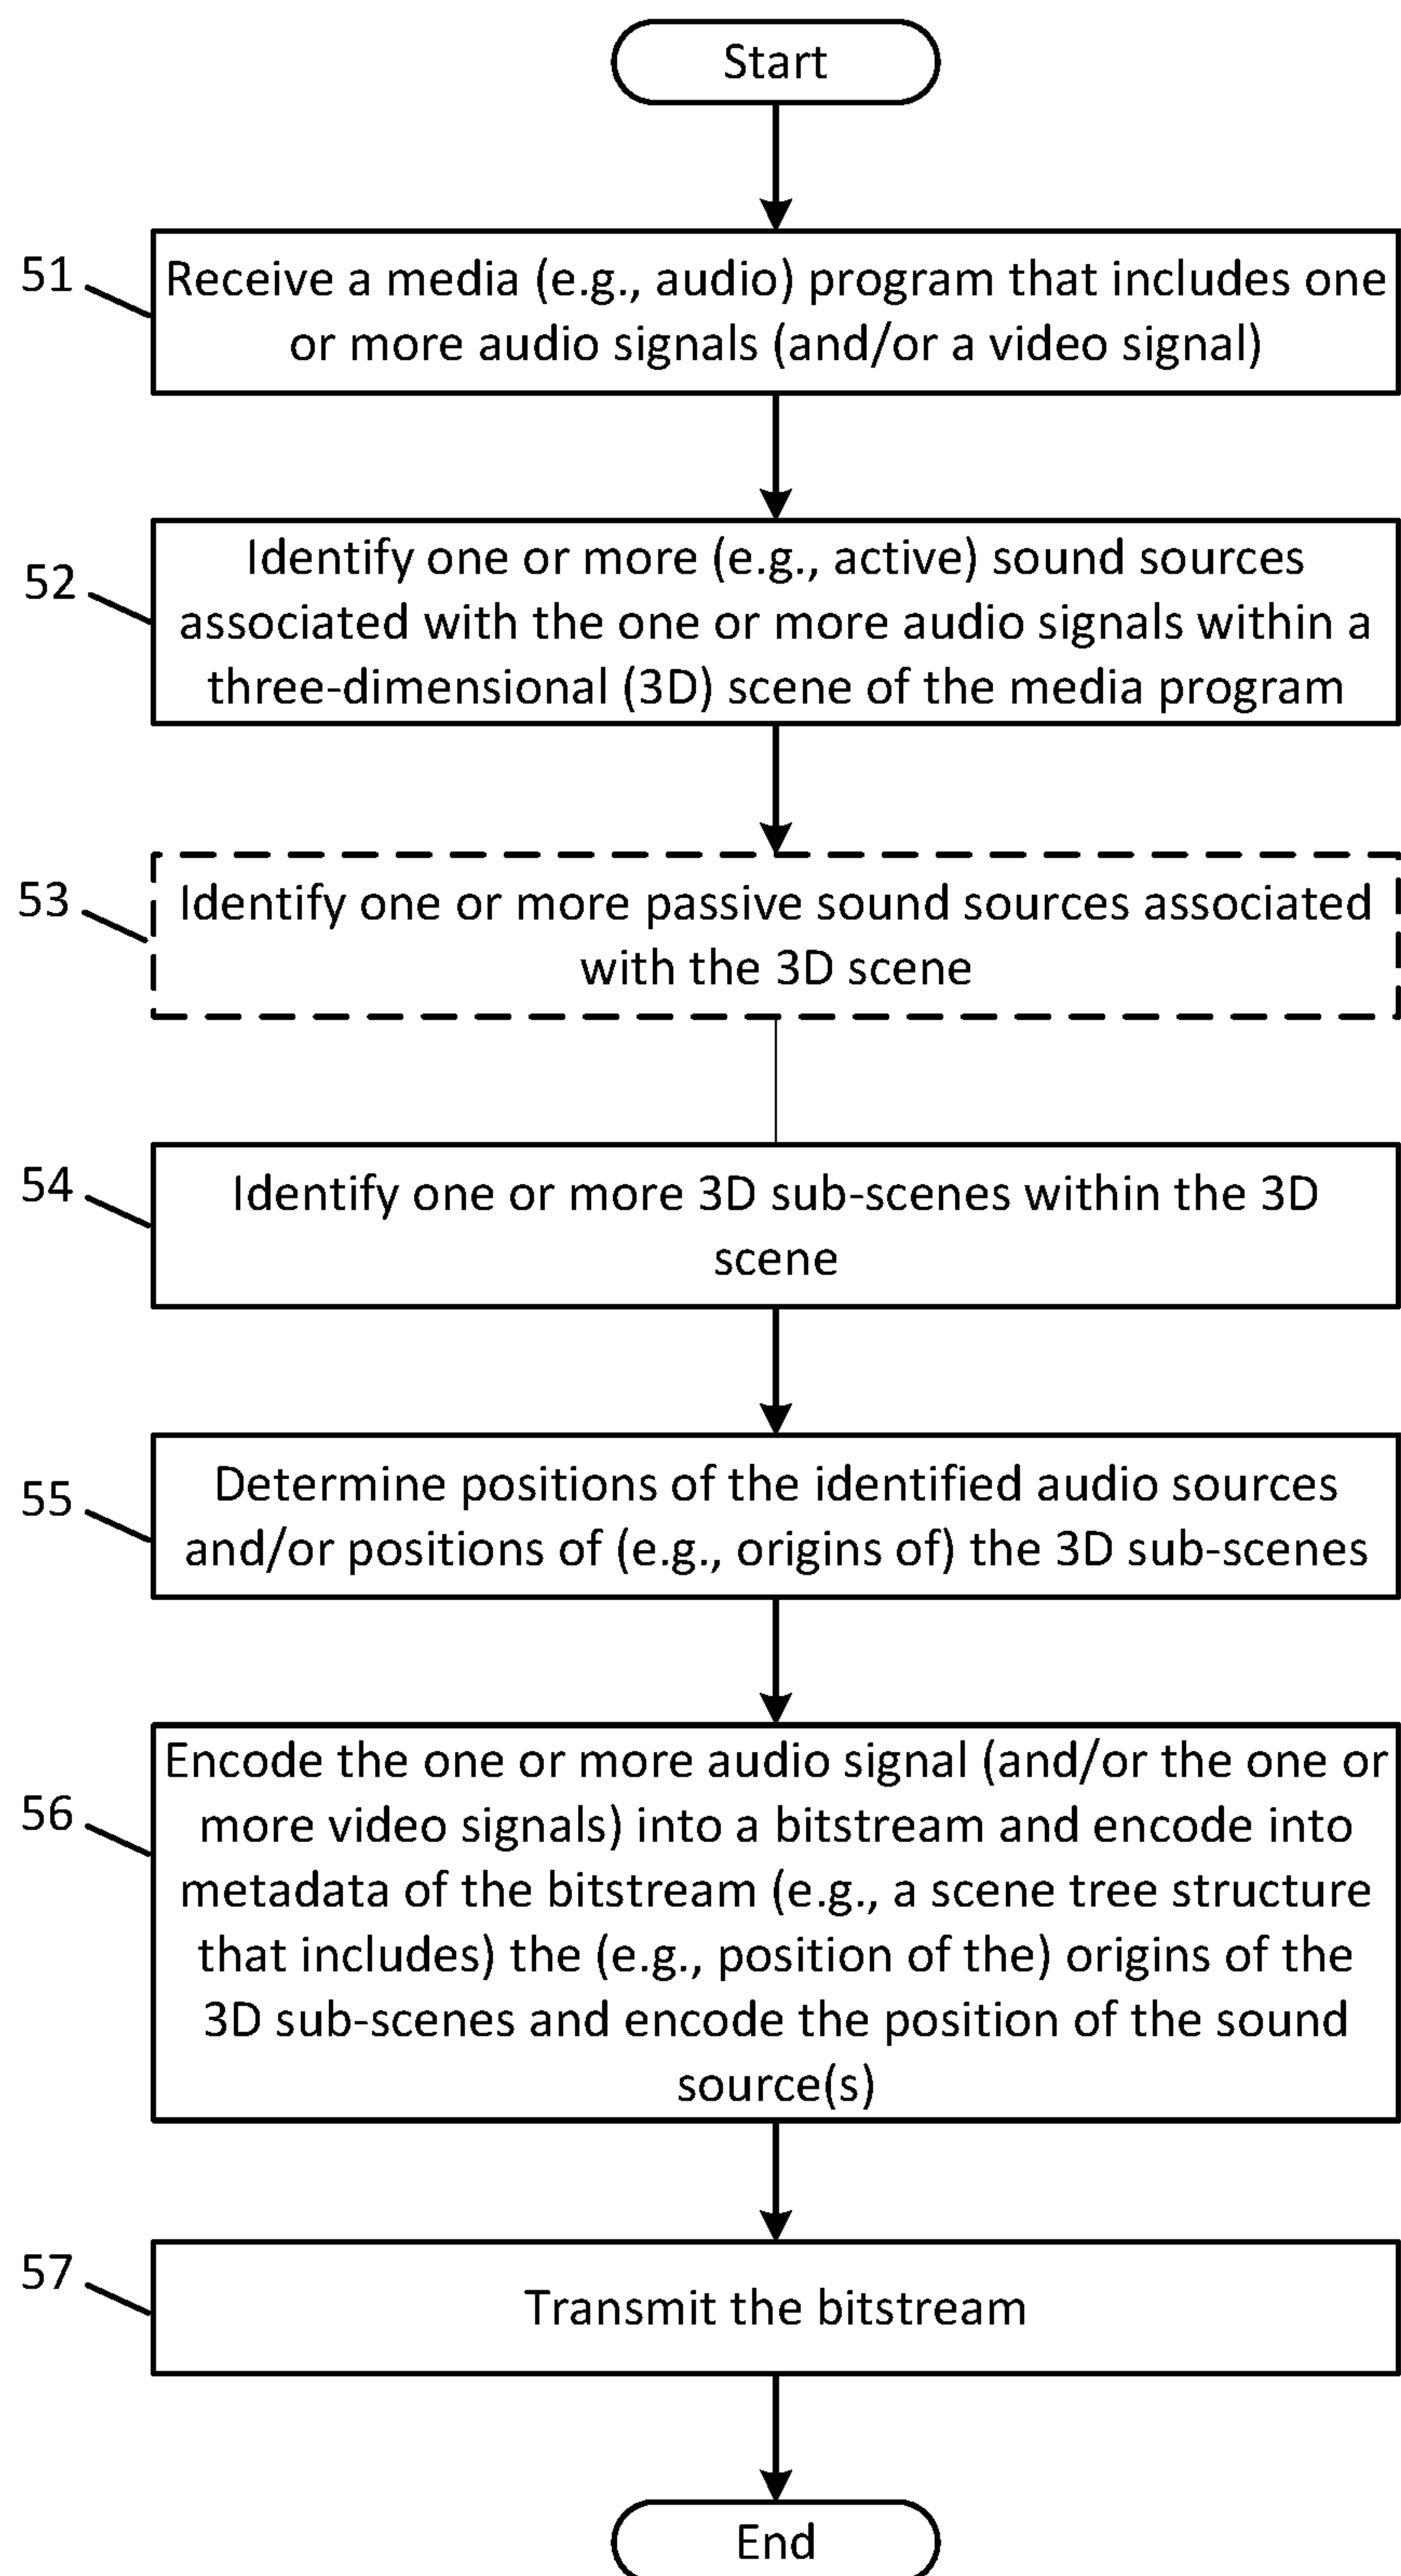 Start
51
Receive a media (e.g., audio) program that includes one
or more audio signals (and/or a video signal)
52
Identify one or more (e.g., active) sound sources
associated with the one or more audio signals within a
three-dimensional (3D) scene of the media program
53
Identify one or more passive sound sources associated
with the 3D scene
54
Identify one or more 3D sub-scenes within the 3D
scene
55
Determine positions of the identified audio sources
and/or positions of (e.g., origins of) the 3D sub-scenes
56
Encode the one or more audio signal (and/or the one or
more video signals) into a bitstream and encode into
metadata of the bitstream (e.g., a scene tree structure
that includes) the (e.g., position of the) origins of the
3D sub-scenes and encode the position of the sound
source(s)
57
Transmit the bitstream
End